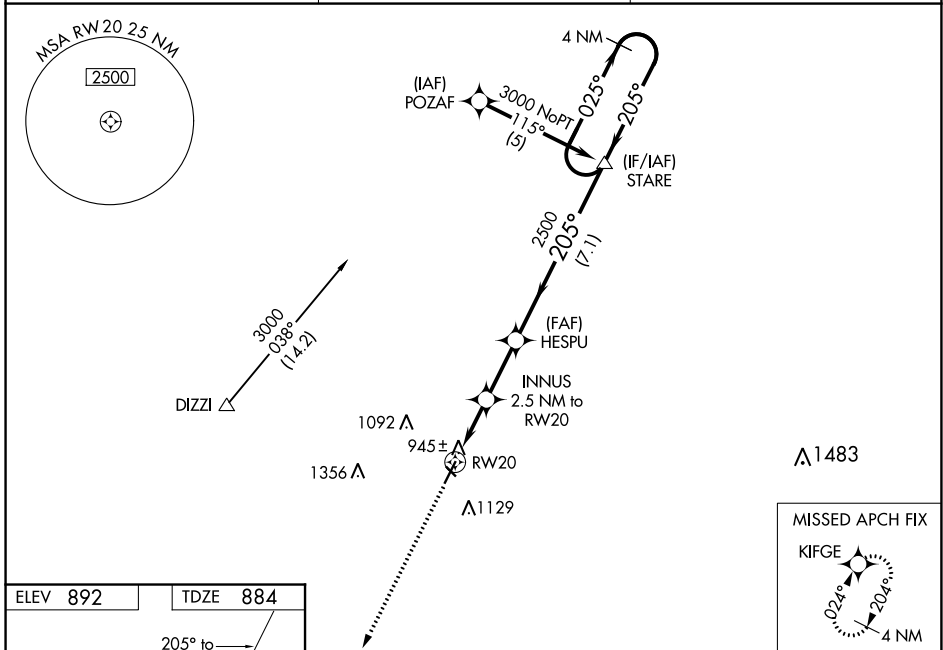 MSA RW20 25 NM
2500
4 NM
(IAF)
POZAF
3000 NoPT
115°
(5)
025°
205°
(IF/IAF)
STARE
2500
205°
(7.1)
3000
038°
(14.2)
DIZZI
(FAF)
HESPU
INNUS
2.5 NM to
RW20
1092
945±
RW20
1356
1129
1483
MISSED APCH FIX
KIFGE
024°
204°
4 NM
ELEV 892
TDZE 884
205° to